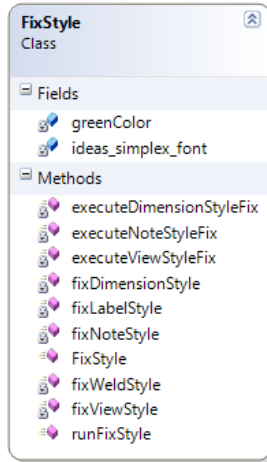 FixStyle
Class
Fields
greenColor
ideas_simplex_font
Methods
executeDimensionStyleFix
executeNoteStyleFix
executeViewStyleFix
fixDimensionStyle
fixLabelStyle
fixNoteStyle
FixStyle
fixWeldStyle
fixViewStyle
runFixStyle